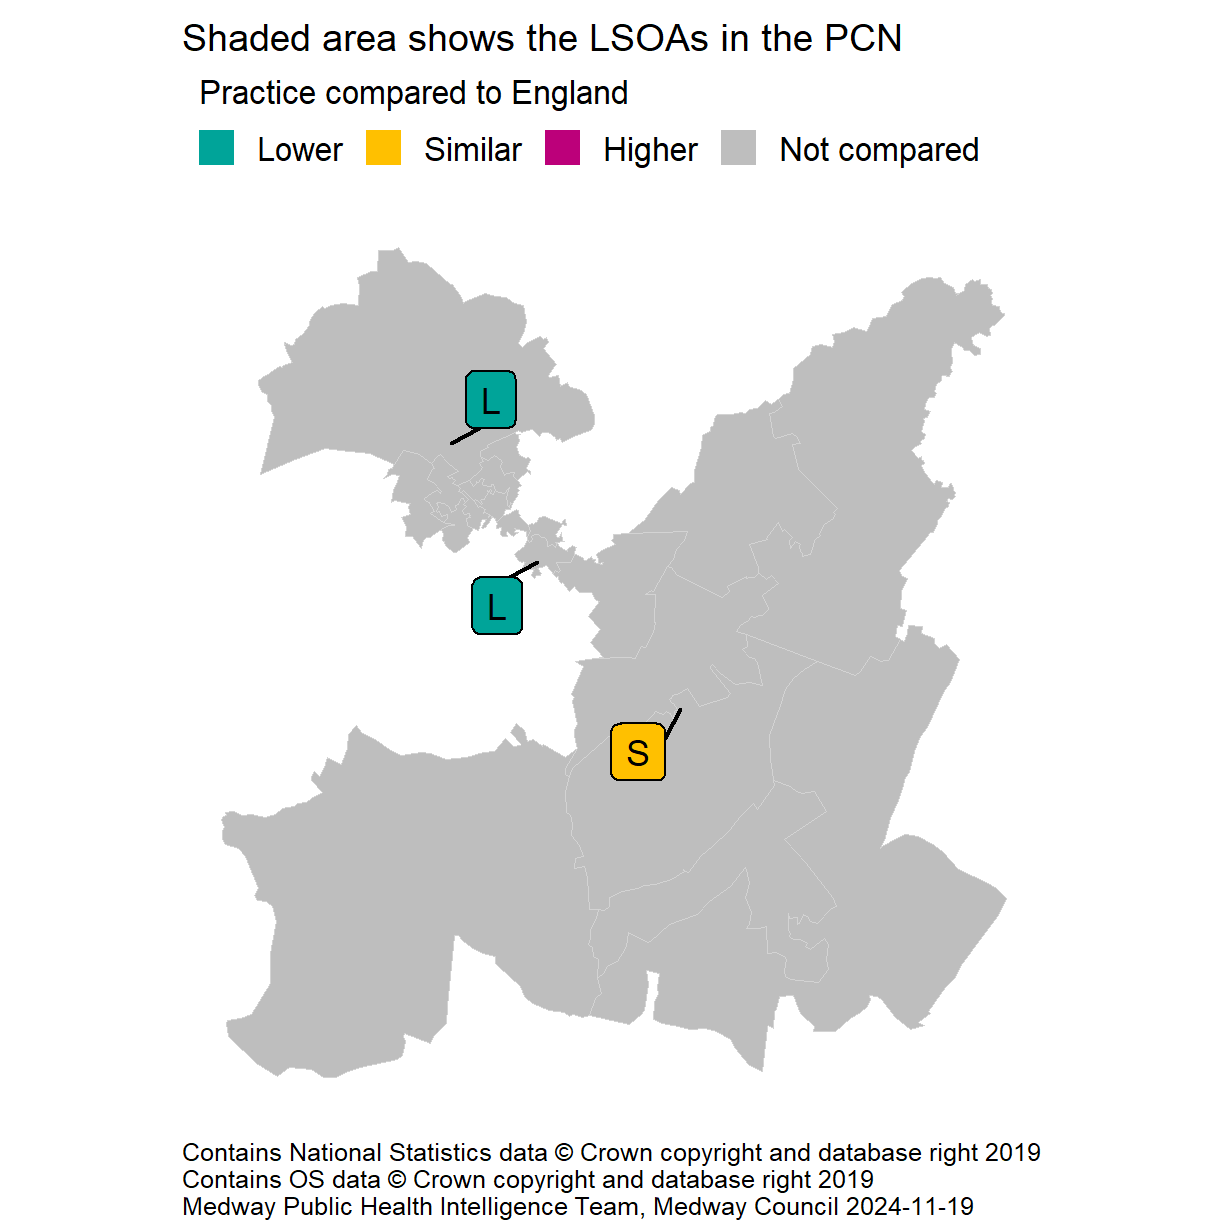 Shaded area shows the LSOAs in the PCN
Practice compared to England
Lower Similar Higher Not compared
L
L
S
Contains National Statistics data © Crown copyright and database right 2019
Contains OS data © Crown copyright and database right 2019
Medway Public Health Intelligence Team, Medway Council 2024-11-19